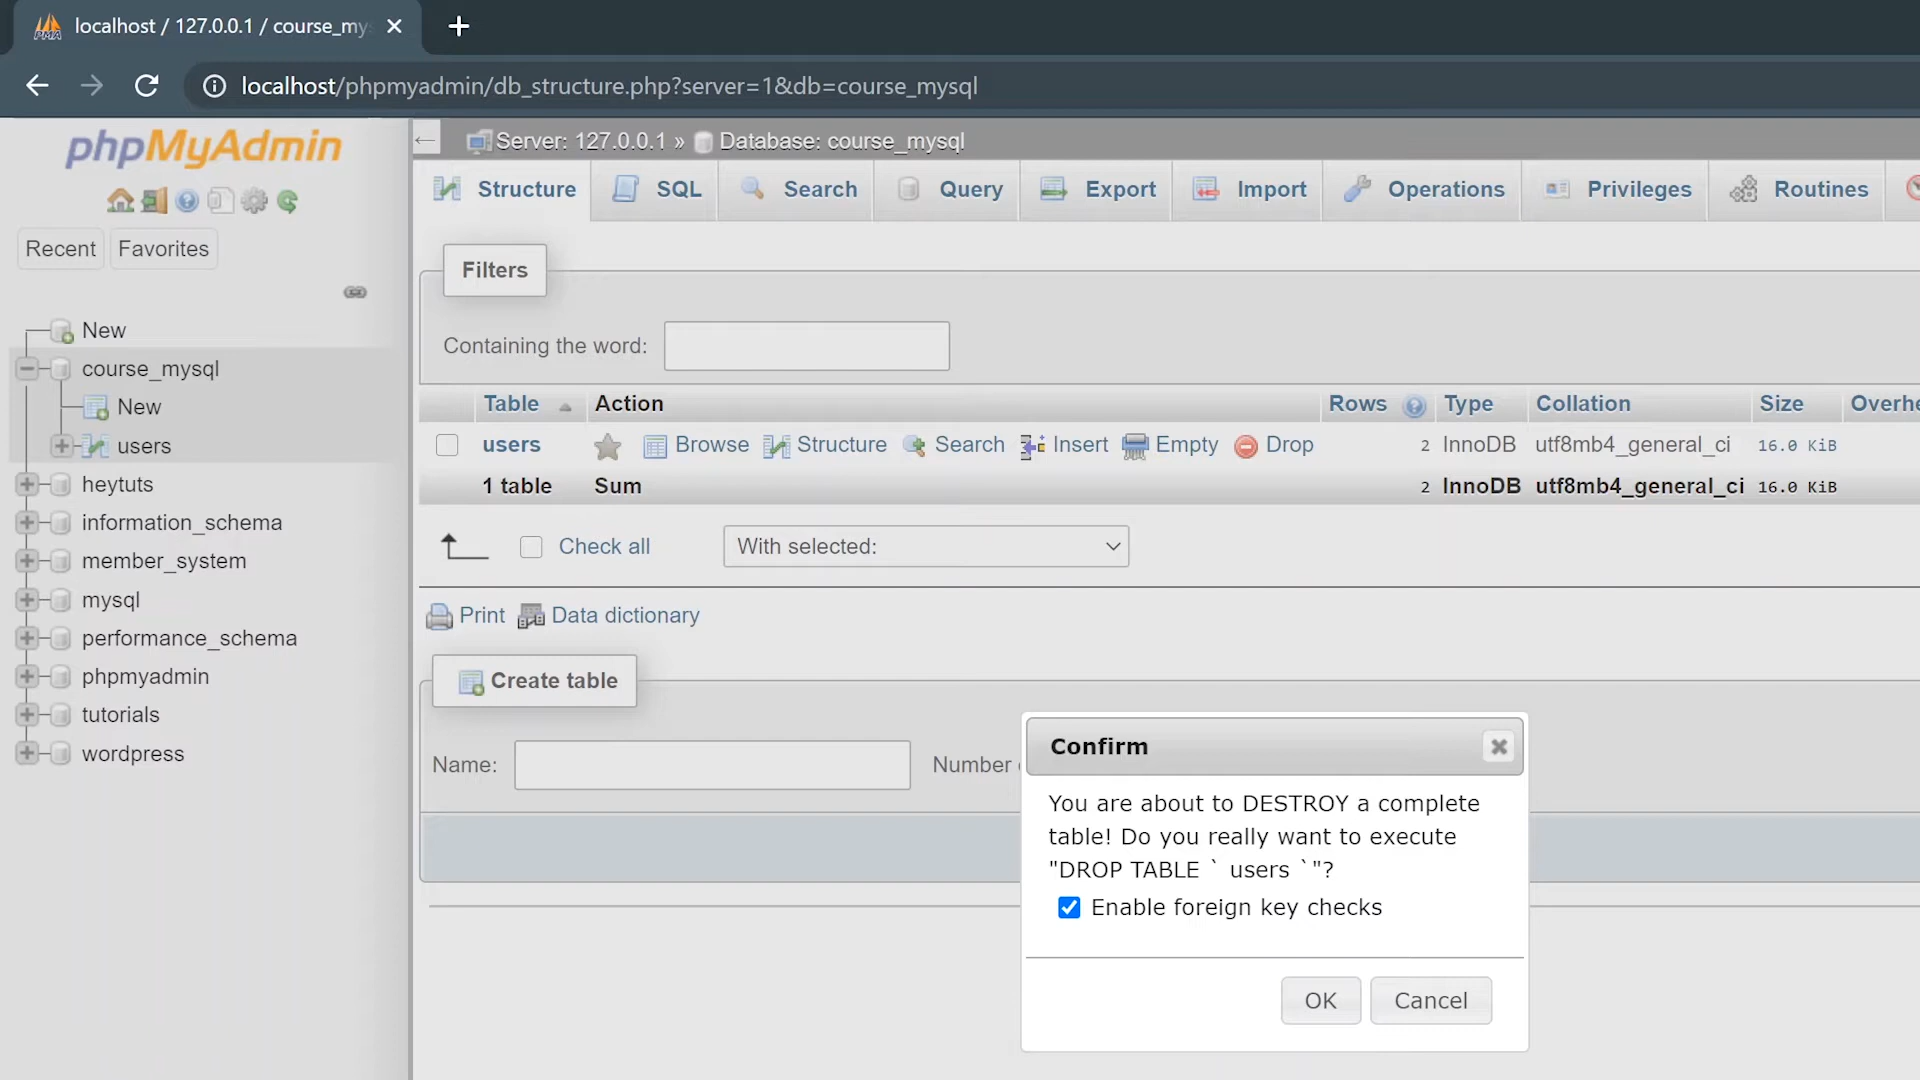 localhost / 127.0.0.1 / course_my
localhost/phpmyadmin/db_structure.php?server=1&db=course_mysql
phpMyAdmin
Recent Favorites
New
course_mysql
New
users
heytuts
information_schema
member_system
mysql
performance_schema
phpmyadmin
tutorials
wordpress
Server: 127.0.0.1 » Database: course_mysql
Structure SQL Search Query Export Import Operations Privileges Routines
Filters
Containing the word:
Table Action Rows Type Collation Size Overhe
users Browse Structure Search Insert Empty Drop 2 InnoDB utf8mb4_general_ci 16.0 KiB
1 table Sum 2 InnoDB utf8mb4_general_ci 16.0 KiB
Check all With selected:
Print Data dictionary
Create table
Name: Number
Confirm
You are about to DESTROY a complete
table! Do you really want to execute
"DROP TABLE ` users `"?
Enable foreign key checks
OK Cancel